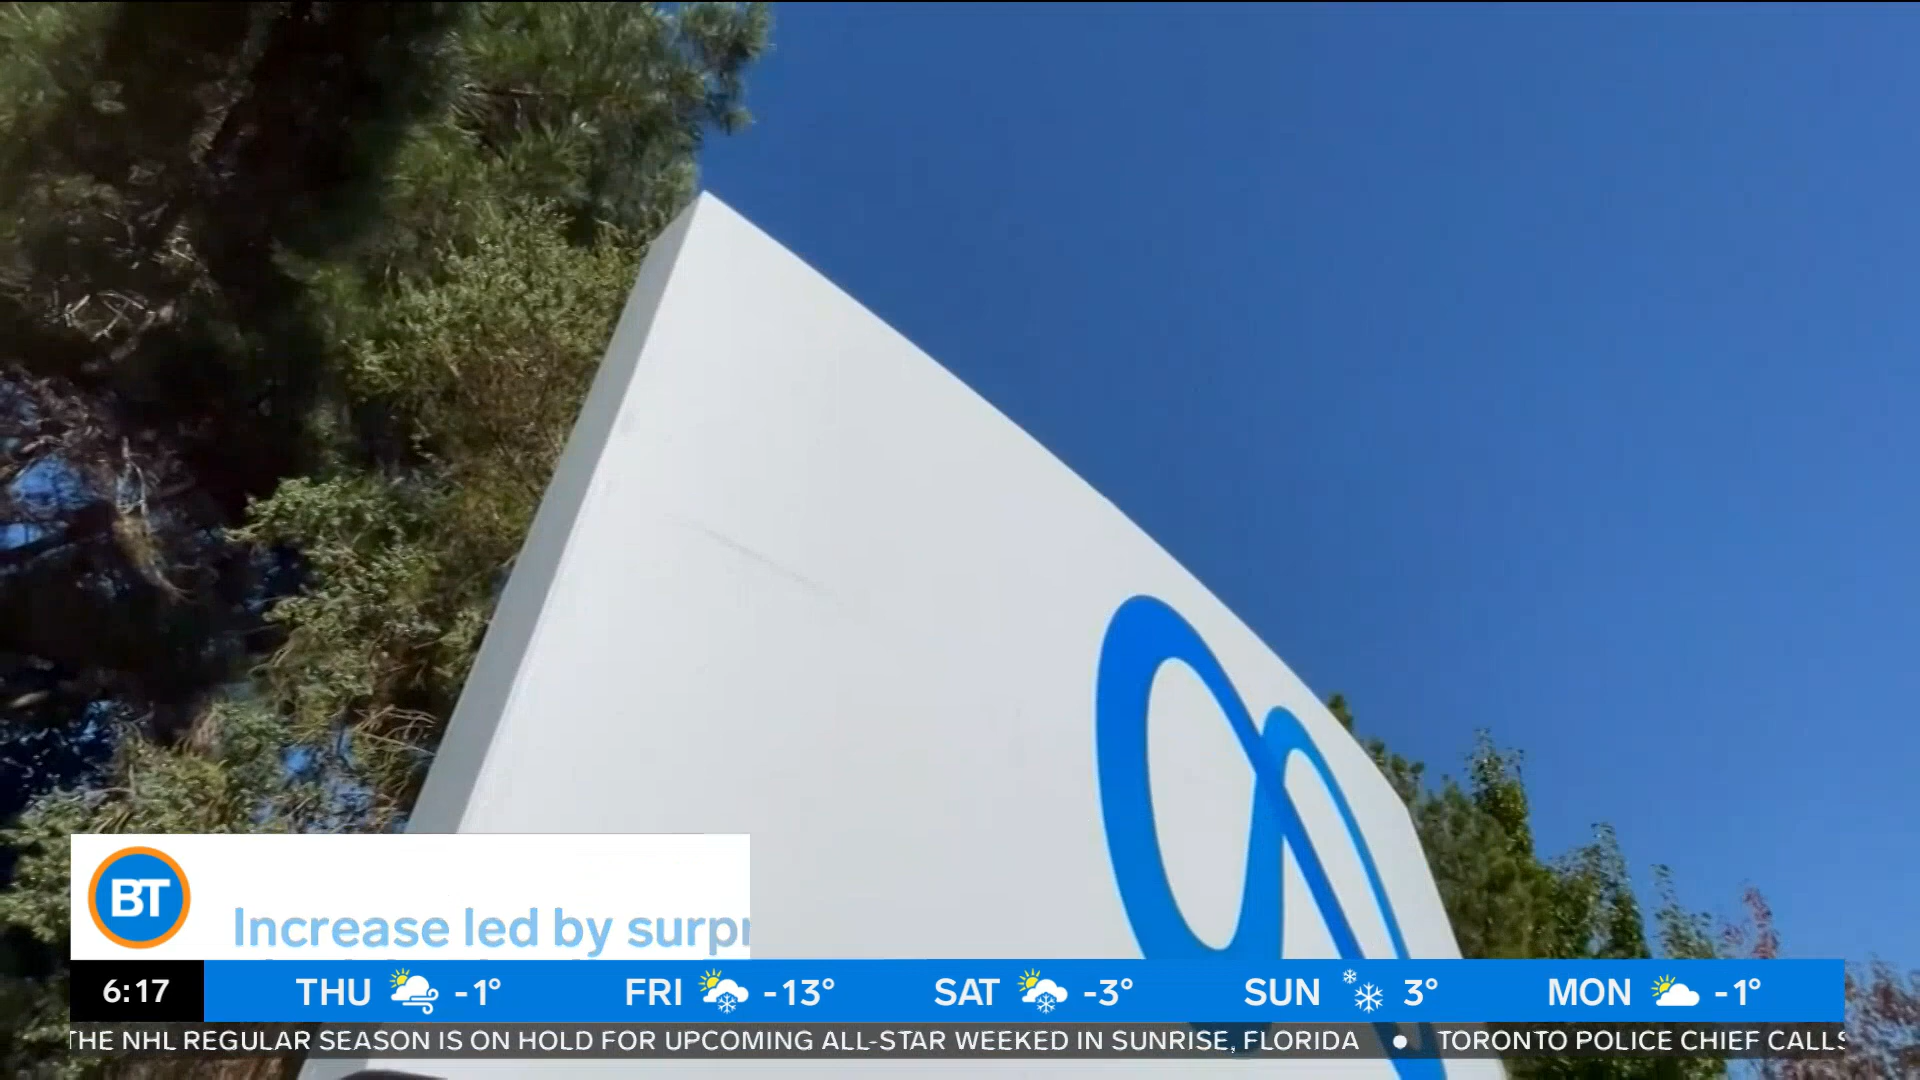 BT
Increase led by
6:17 THU -1° FRI -13° SAT -3° SUN 3° MON -1°
THE NHL REGULAR SEASON IS ON HOLD FOR UPCOMING ALL-STAR WEEKED IN SUNRISE, FLORIDA • TORONTO POLICE CHIEF CALLS